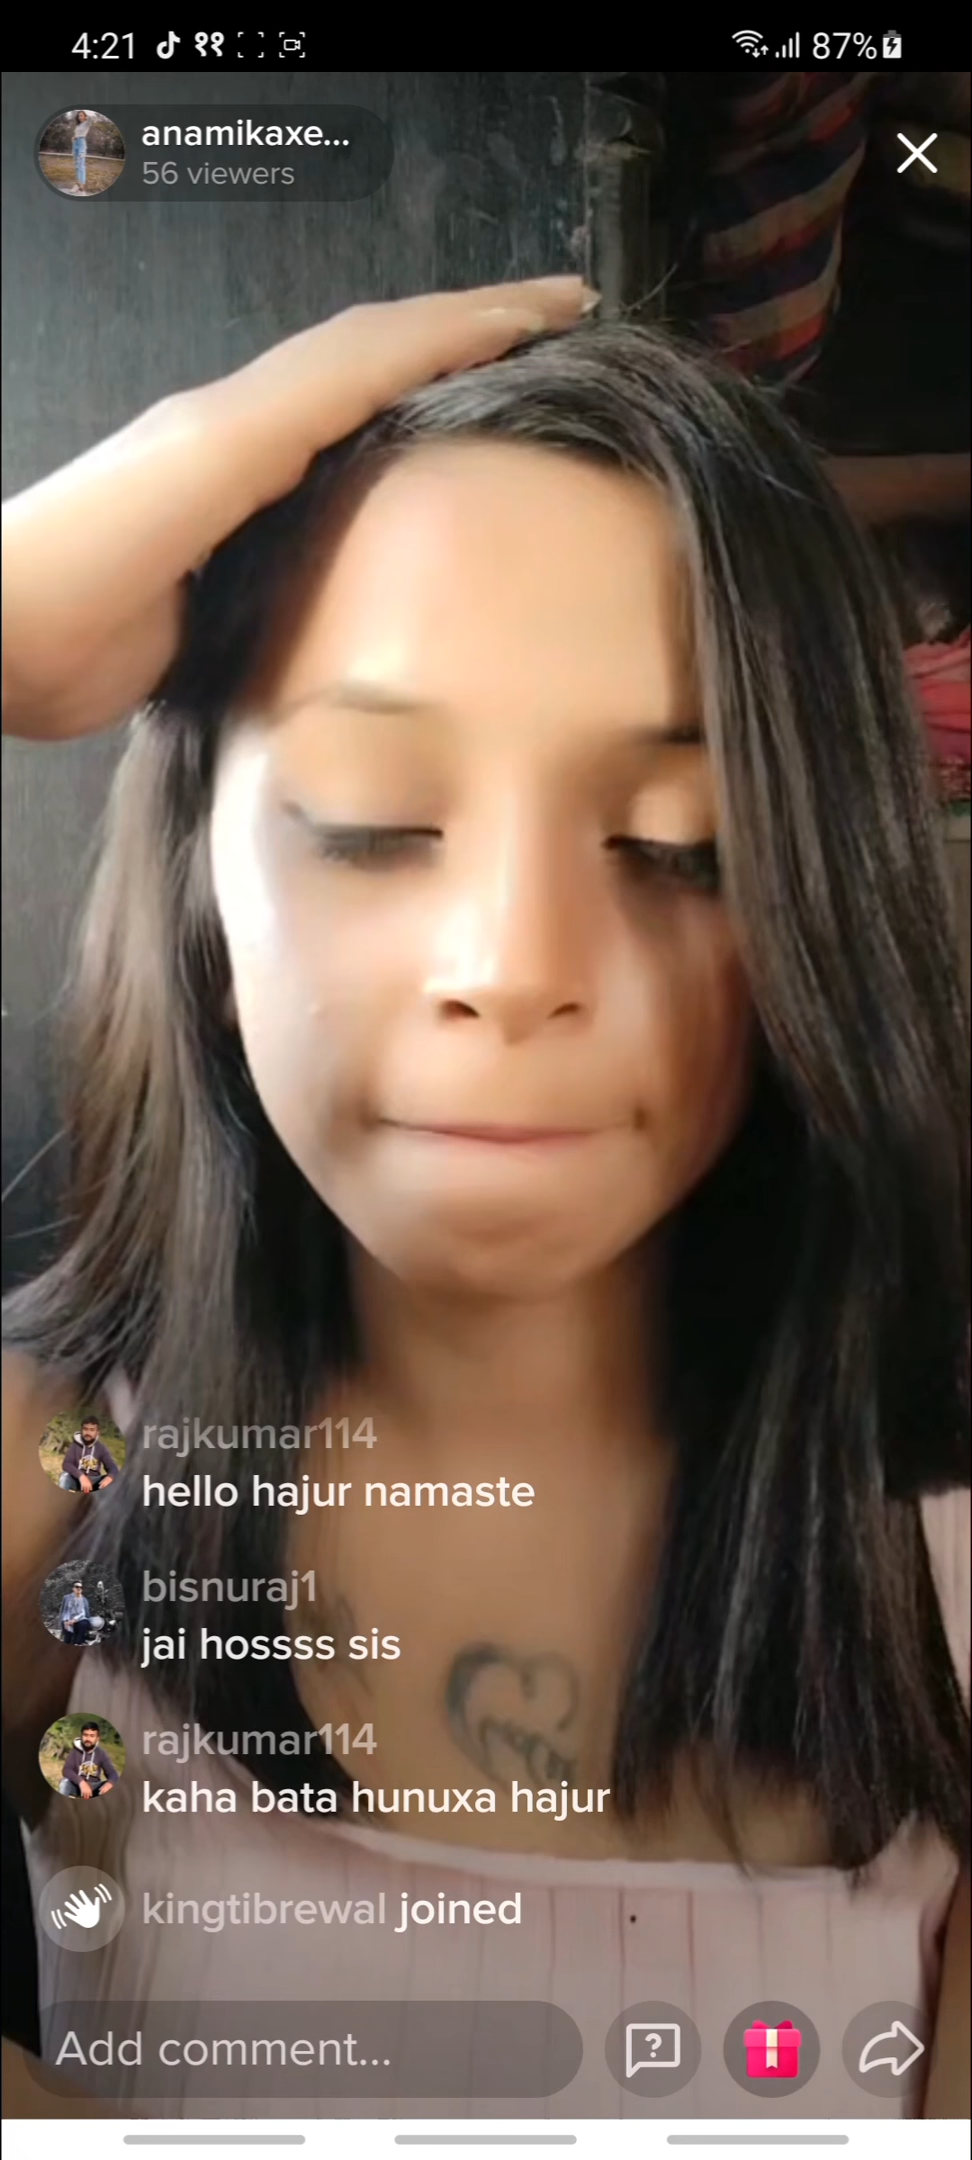 4:21 ११ 87%
anamikaxe...
56 viewers
rajkumar114
hello hajur namaste
bisnuraj1
jai hossss sis
rajkumar114
kaha bata hunuxa hajur
kingtibrewal joined
Add comment...